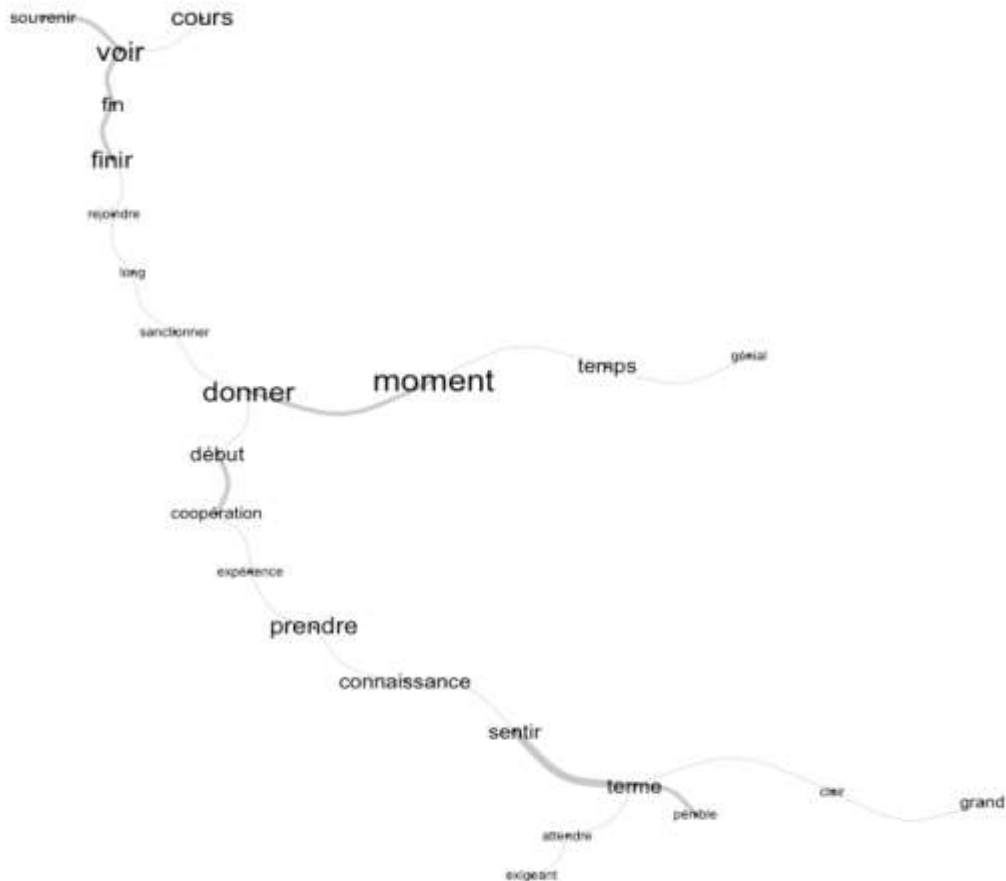 souvenir
cours
voir
fin
finir
rejoindre
long
sanctionner
donner
moment
temps
génial
début
coopération
expérience
prendre
connaissance
sentir
terme
clair
grand
pénible
attendre
exigeant